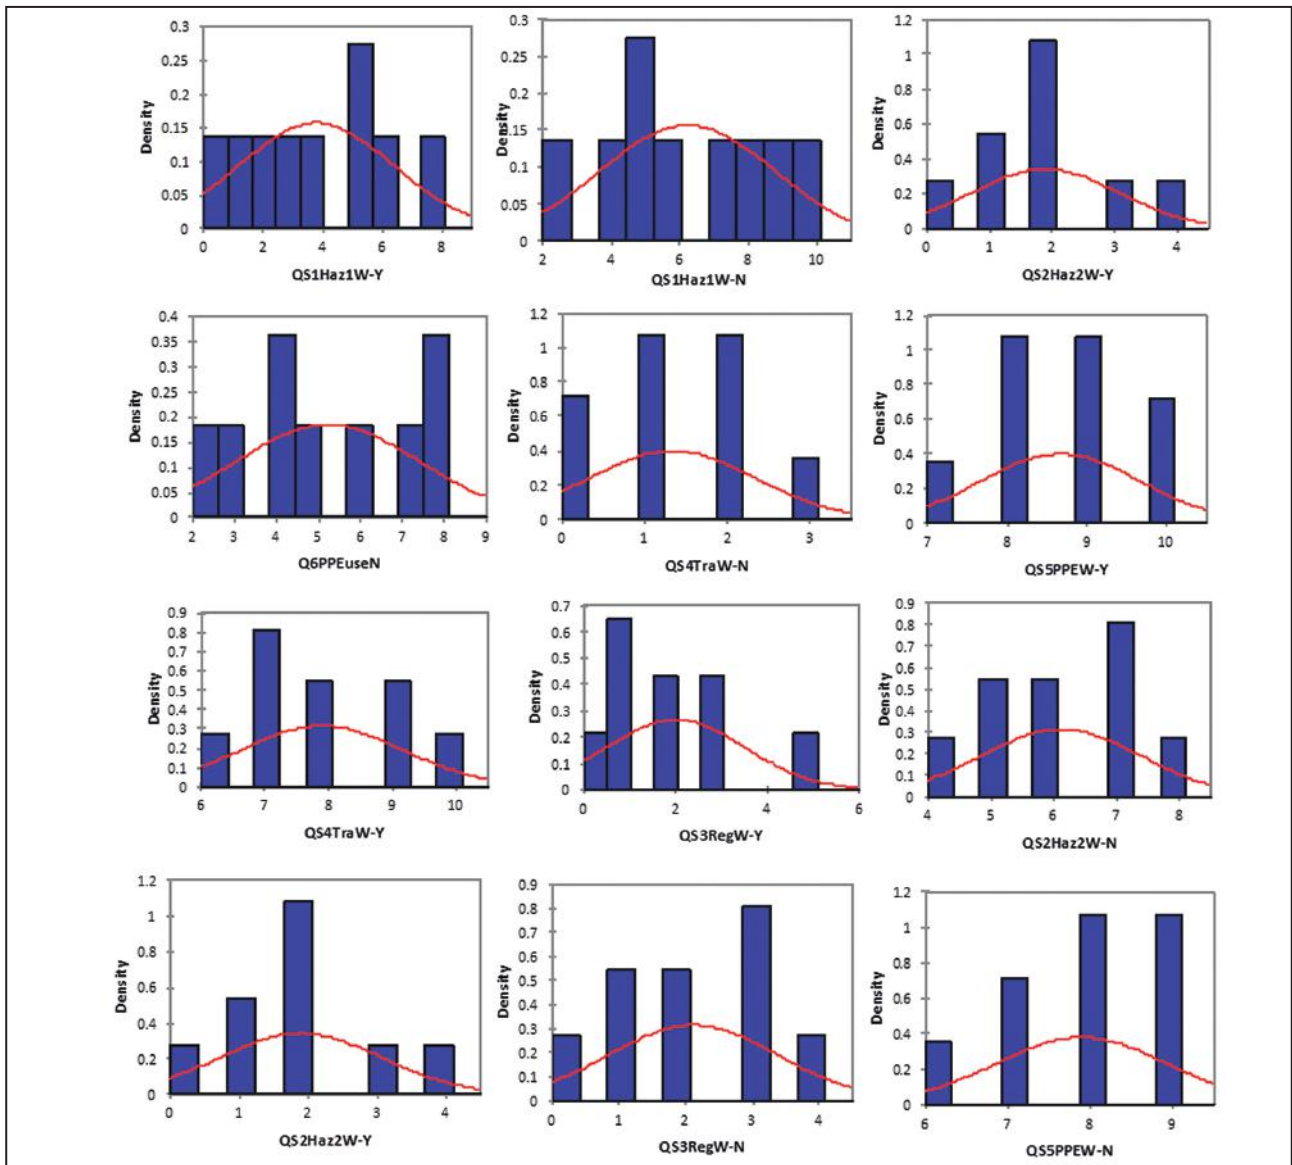 0.3
0.25
0.2
0.15
0.1
0.05
0
Density
0 2 4 6 8
QS1Haz1W-Y
0.3
0.25
0.2
0.15
0.1
0.05
0
Density
2 4 6 8 10
QS1Haz1W-N
1.2
1
0.8
0.6
0.4
0.2
0
Density
0 1 2 3 4
QS2Haz2W-Y
0.4
0.35
0.3
0.25
0.2
0.15
0.1
0.05
0
Density
2 3 4 5 6 7 8 9
Q6PPEuseN
1.2
1
0.8
0.6
0.4
0.2
0
Density
0 1 2 3
QS4TraW-N
1.2
1
0.8
0.6
0.4
0.2
0
Density
7 8 9 10
QS5PPEW-Y
0.9
0.8
0.7
0.6
0.5
0.4
0.3
0.2
0.1
0
Density
6 7 8 9 10
QS4TraW-Y
0.7
0.6
0.5
0.4
0.3
0.2
0.1
0
Density
0 2 4 6
QS3RegW-Y
0.9
0.8
0.7
0.6
0.5
0.4
0.3
0.2
0.1
0
Density
4 5 6 7 8
QS2Haz2W-N
1.2
1
0.8
0.6
0.4
0.2
0
Density
0 1 2 3 4
QS2Haz2W-Y
0.9
0.8
0.7
0.6
0.5
0.4
0.3
0.2
0.1
0
Density
0 1 2 3 4
QS3RegW-N
1.2
1
0.8
0.6
0.4
0.2
0
Density
6 7 8 9
QS5PPEW-N